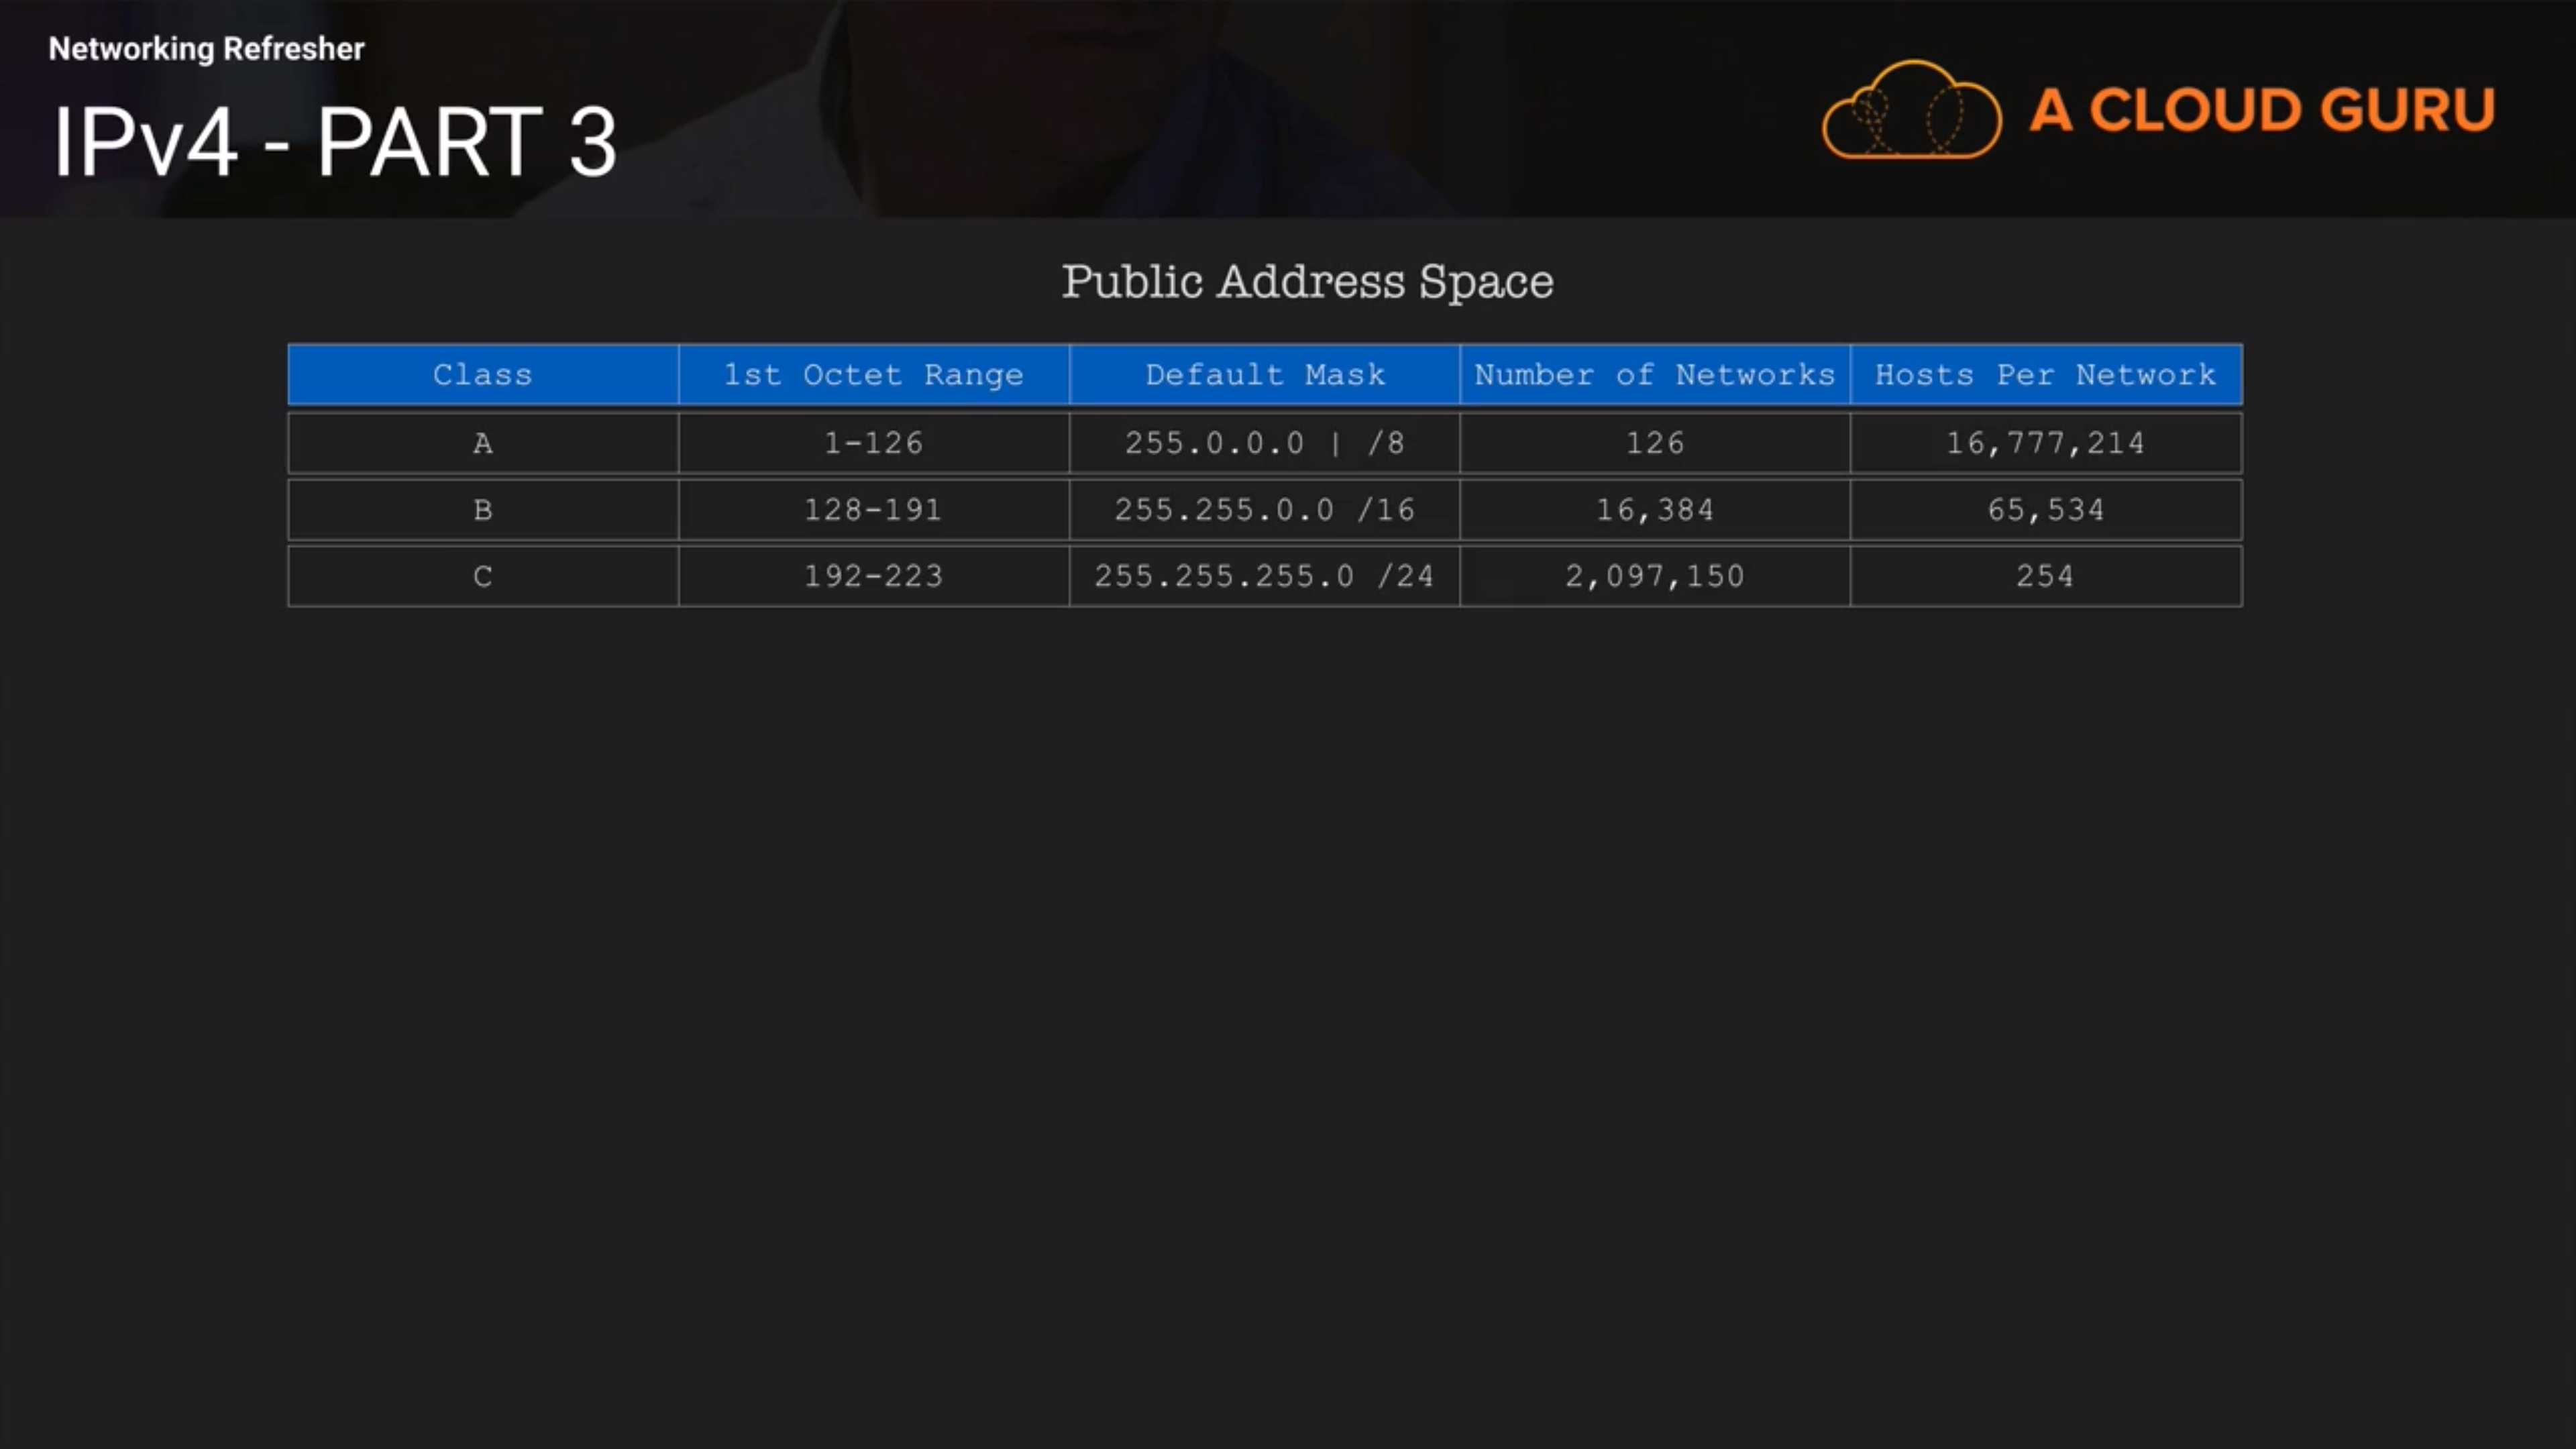 Networking Refresher
IPv4 - PART 3
A CLOUD GURU
Public Address Space
Class 1st Octet Range Default Mask Number of Networks Hosts Per Network
A 1-126 255.0.0.0 | /8 126 16,777,214
B 128-191 255.255.0.0 /16 16,384 65,534
C 192-223 255.255.255.0 /24 2,097,150 254